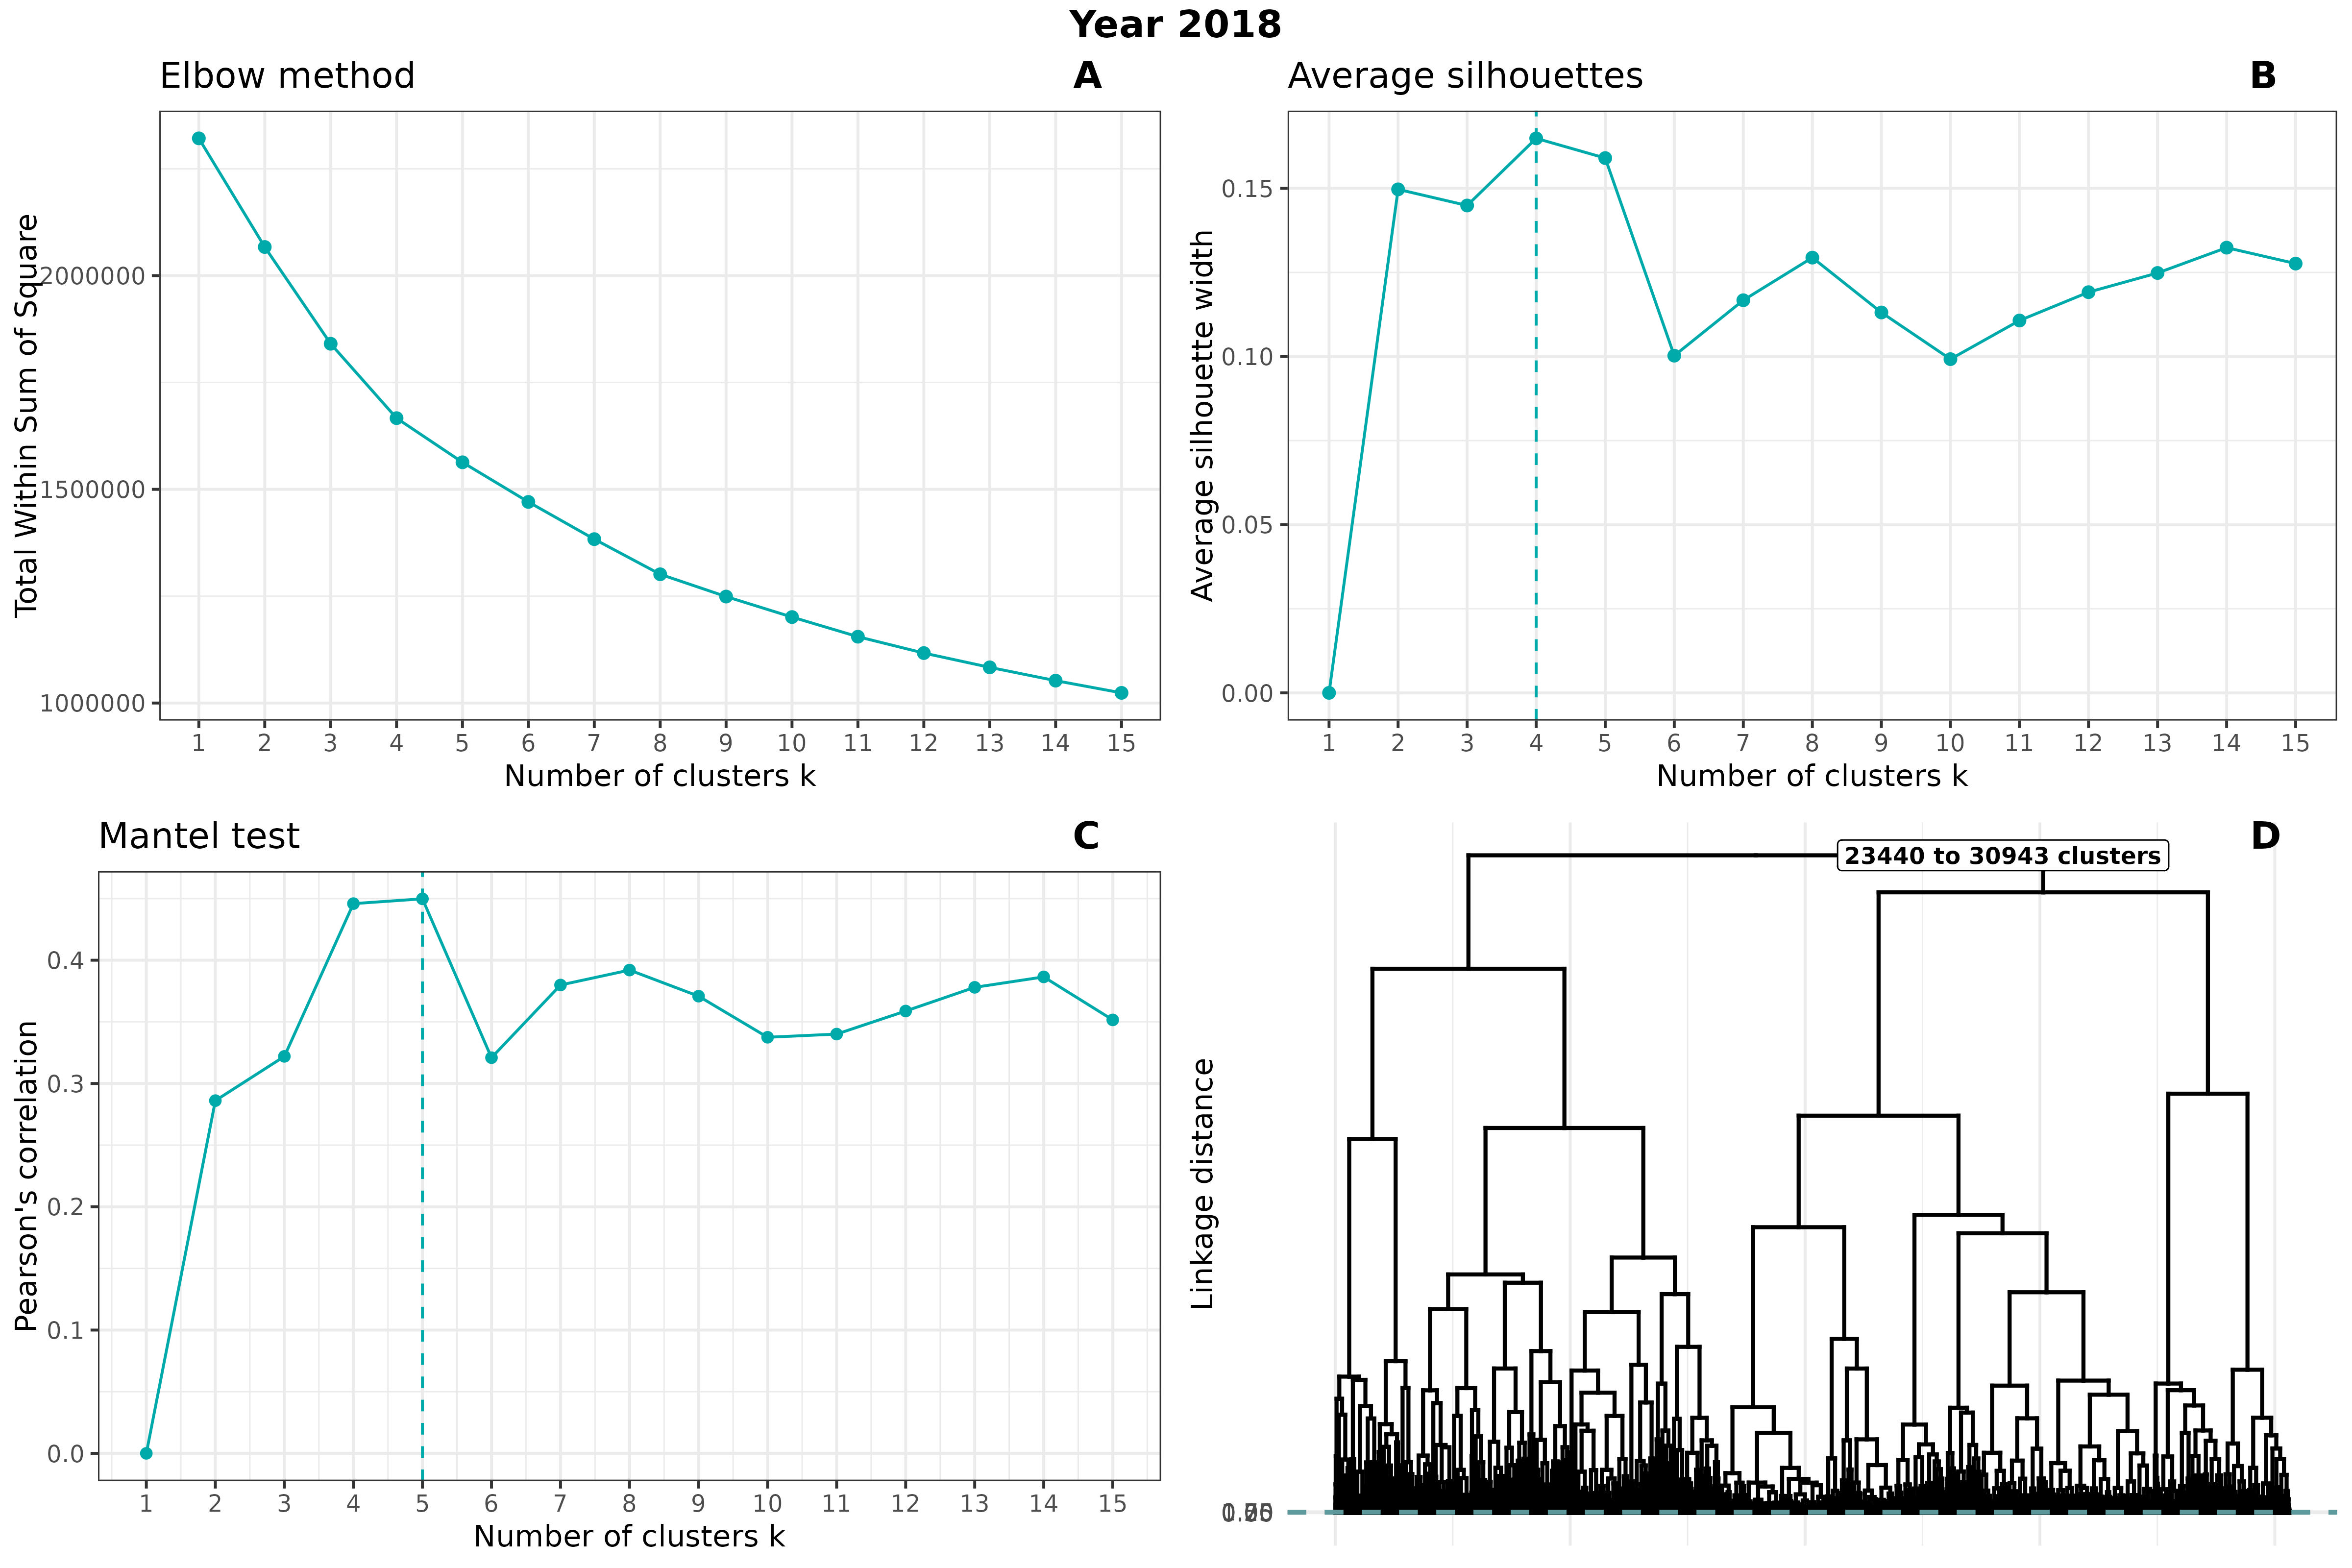 Year 2018
Elbow method
A
Total Within Sum of Square
2000000
1500000
1000000
1 2 3 4 5 6 7 8 9 10 11 12 13 14 15
Number of clusters k
Average silhouettes
B
Average silhouette width
0.15
0.10
0.05
0.00
1 2 3 4 5 6 7 8 9 10 11 12 13 14 15
Number of clusters k
Mantel test
C
Pearson's correlation
0.4
0.3
0.2
0.1
0.0
1 2 3 4 5 6 7 8 9 10 11 12 13 14 15
Number of clusters k
D
23440 to 30943 clusters
Linkage distance